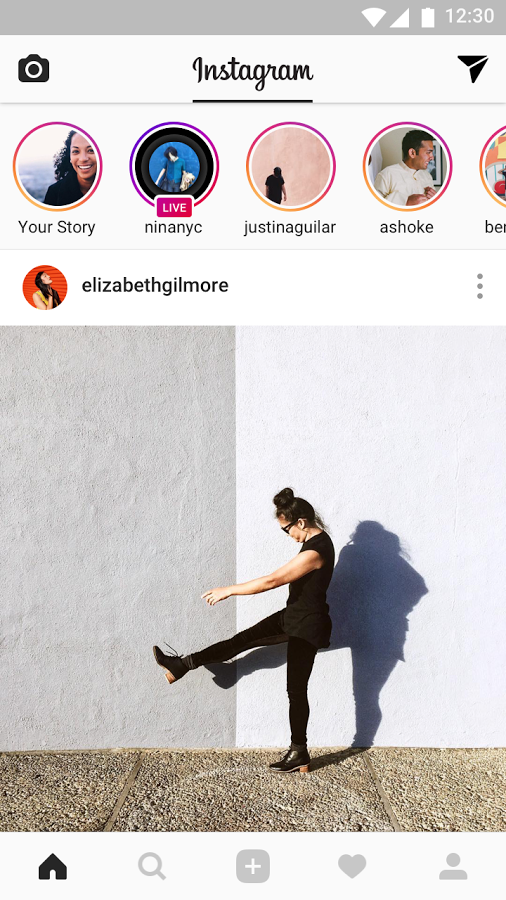 12:30
Instagram
LIVE
Your Story ninanyc justinaguilar ashoke
elizabethgilmore